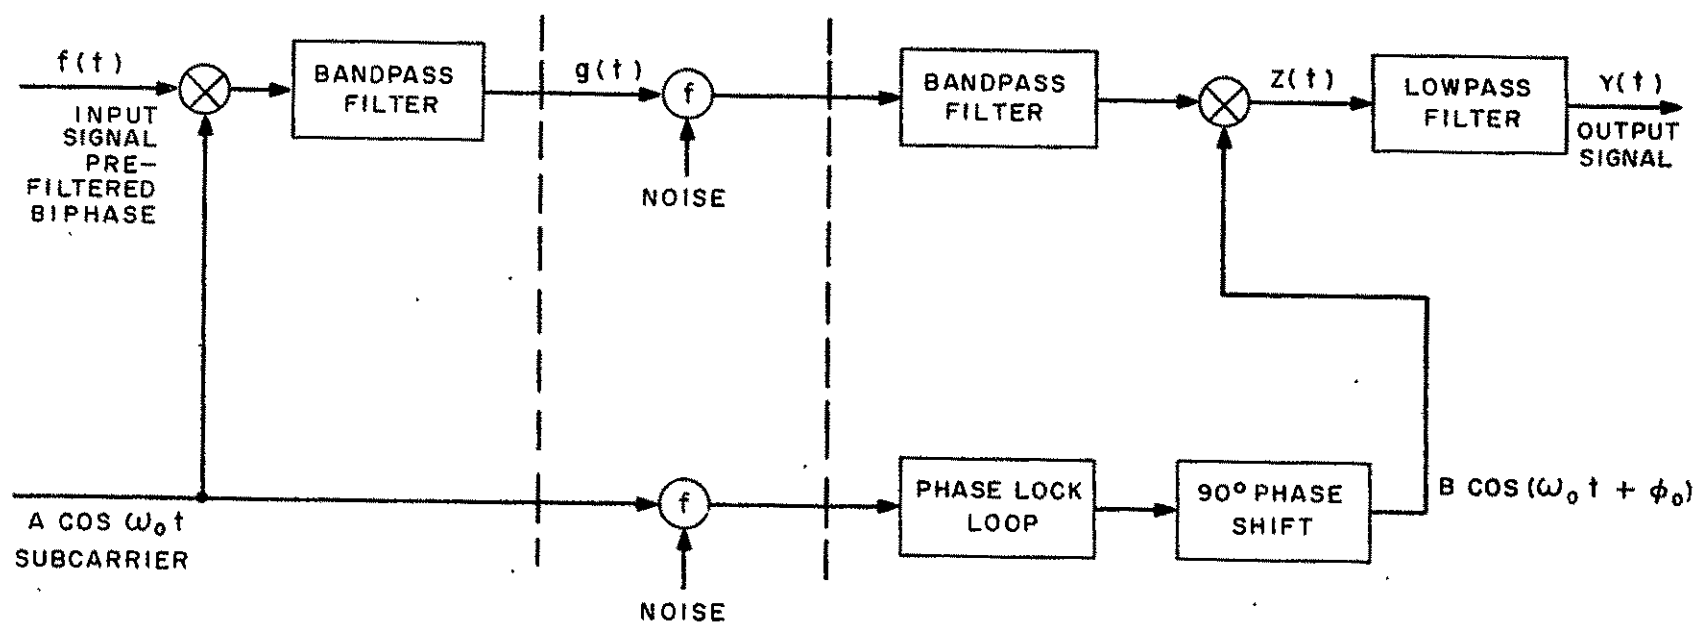 f(t)
INPUT
SIGNAL
PRE-
FILTERED
BIPHASE
BANDPASS
FILTER
g(t)
f
NOISE
BANDPASS
FILTER
Z(t)
LOWPASS
FILTER
Y(t)
OUTPUT
SIGNAL
A COS ω₀ t
SUBCARRIER
f
NOISE
PHASE LOCK
LOOP
90° PHASE
SHIFT
B COS (ω₀ t + ϕ₀)